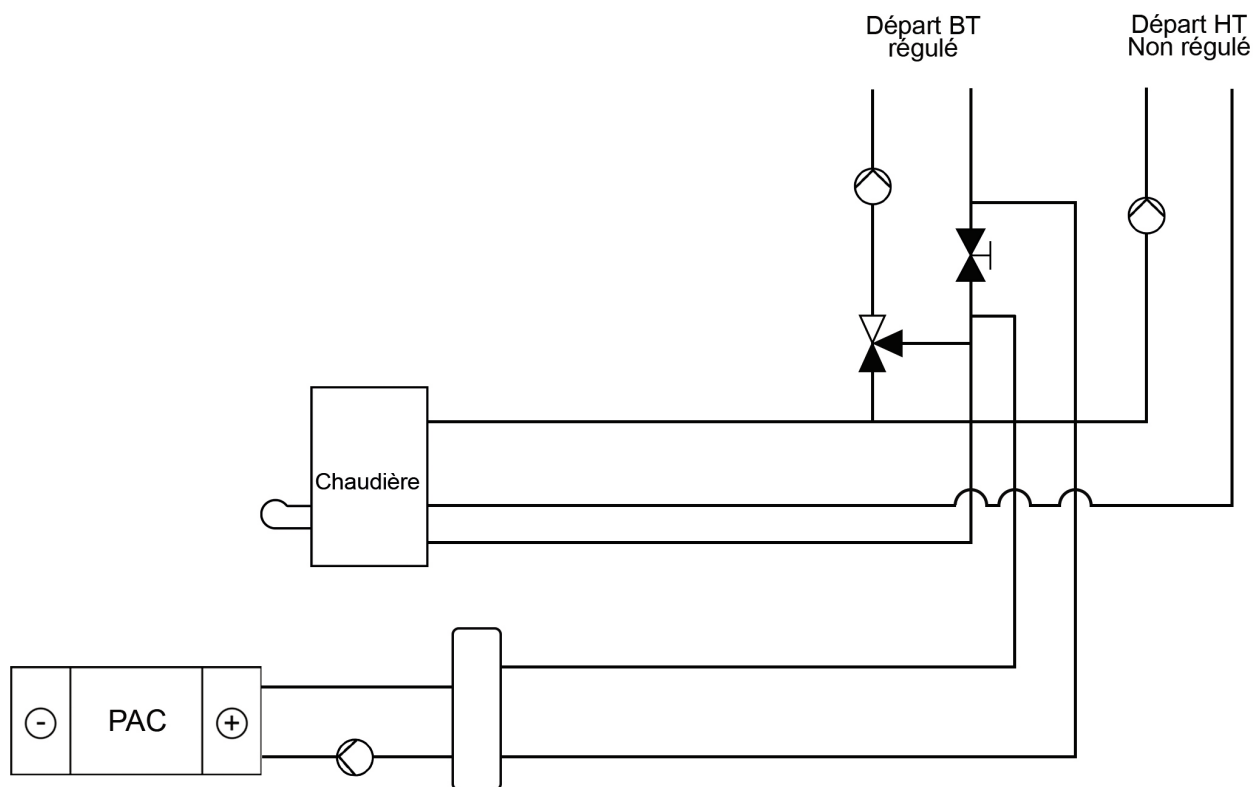 Départ BT
régulé
Départ HT
Non régulé
Chaudière
-
PAC
+